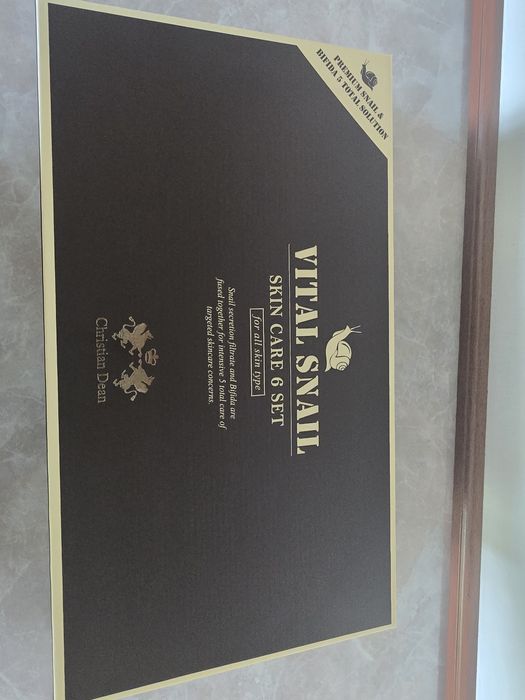 PREMIUM SNAIL &
BIFIDA 5 TOTAL SOLUTION
VITAL SNAIL
SKIN CARE 6 SET
for all skin type
Snail secretion filtrate and Bifida are
fused together for intensive 5 total care of
targeted skincare concerns.
Christian Dean